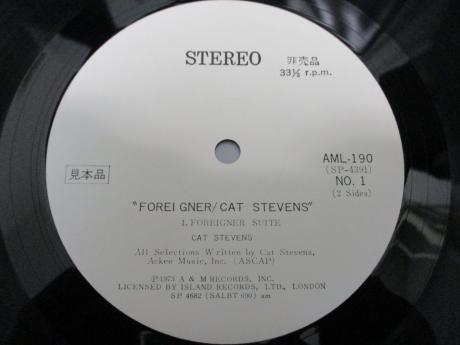 STEREO
非売品
33⅓ r.p.m.
AML-190
(SP-4391)
NO. 1
(2 Sides)
見本品
"FOREIGNER/CAT STEVENS"
1. FOREIGNER SUITE
CAT STEVENS
All Selections Written by Cat Stevens,
Ackee Music, Inc. (ASCAP)
Ⓟ1973 A & M RECORDS, INC.
LICENSED BY ISLAND RECORDS, LTD., LONDON
SP 4682 (SALBT 690) am